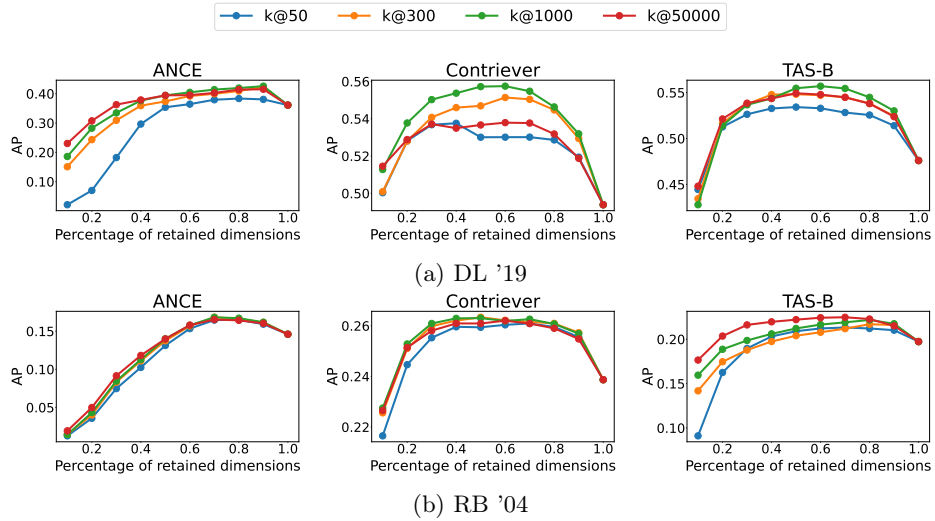 k@50 k@300 k@1000 k@50000
ANCE Contriever TAS-B
AP 0.40 0.30 0.20 0.10
0.2 0.4 0.6 0.8 1.0
Percentage of retained dimensions
AP 0.56 0.54 0.52 0.50
0.2 0.4 0.6 0.8 1.0
Percentage of retained dimensions
AP 0.55 0.50 0.45
0.2 0.4 0.6 0.8 1.0
Percentage of retained dimensions
(a) DL '19
ANCE Contriever TAS-B
AP 0.15 0.10 0.05
0.2 0.4 0.6 0.8 1.0
Percentage of retained dimensions
AP 0.26 0.24 0.22
0.2 0.4 0.6 0.8 1.0
Percentage of retained dimensions
AP 0.20 0.15 0.10
0.2 0.4 0.6 0.8 1.0
Percentage of retained dimensions
(b) RB '04